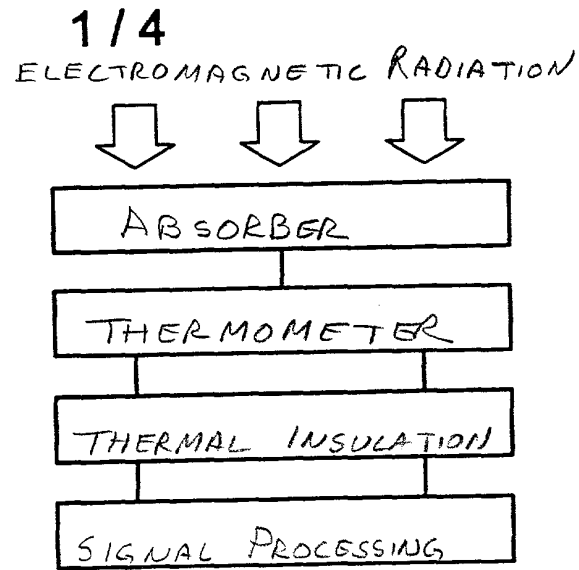 1 / 4
ELECTROMAGNETIC RADIATION
ABSORBER
THERMOMETER
THERMAL INSULATION
SIGNAL PROCESSING